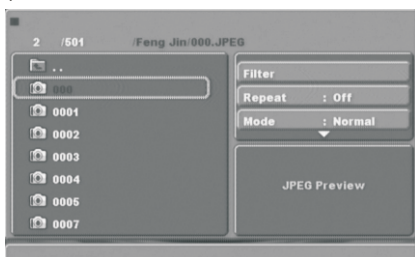 2 /501 /Feng Jin/000.JPEG
..
000
0001
0002
0003
0004
0005
0007
Filter
Repeat : Off
Mode : Normal
JPEG Preview